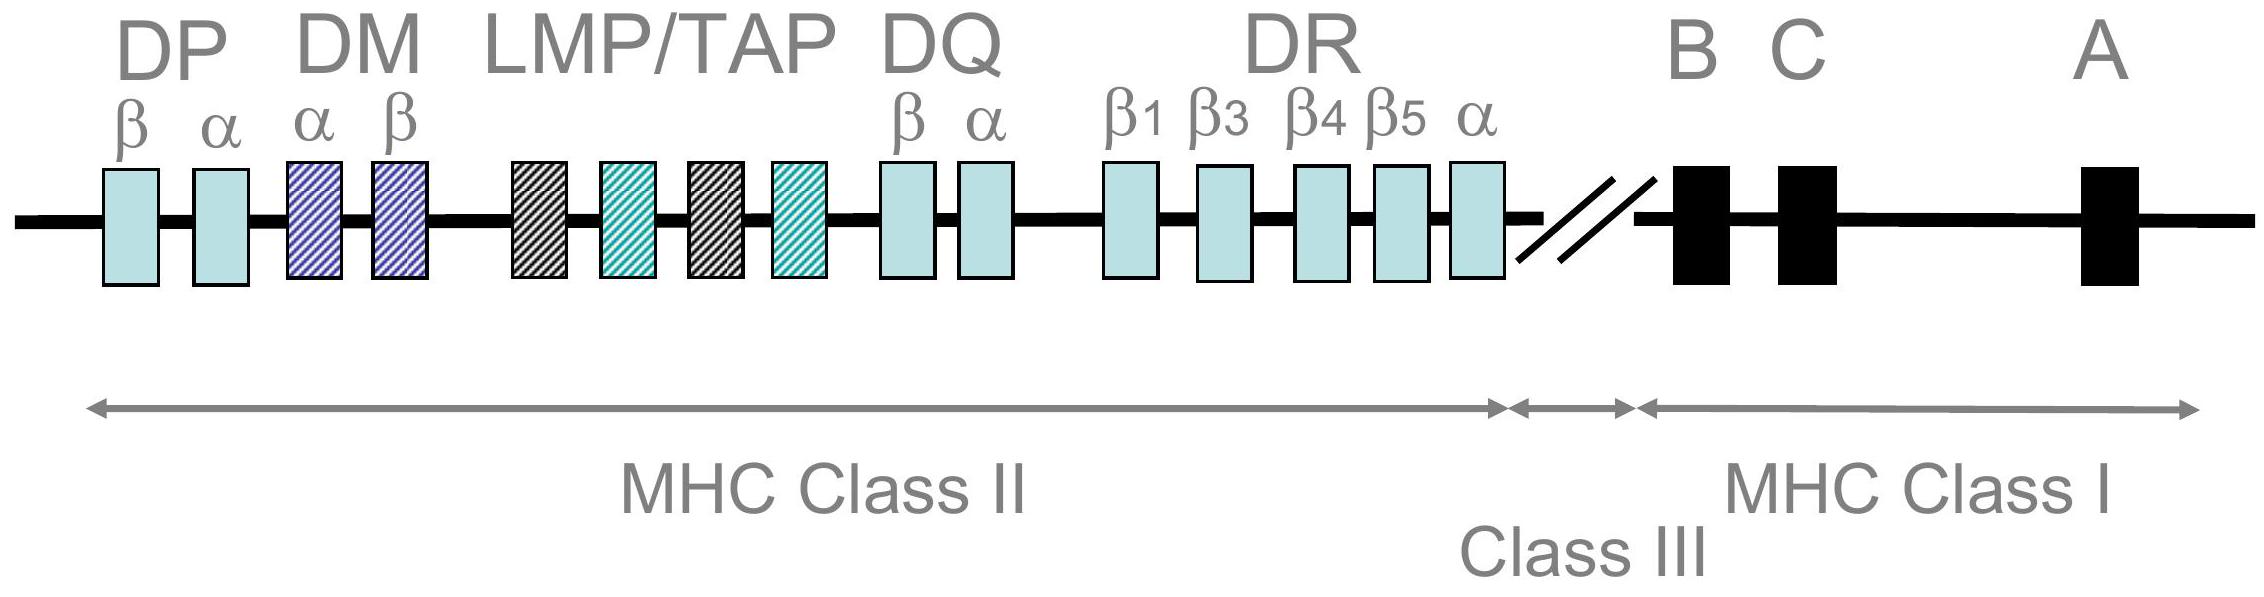 DP DM LMP/TAP DQ DR B C A
β α α β β α β1 β3 β4 β5 α
MHC Class II MHC Class I
Class III